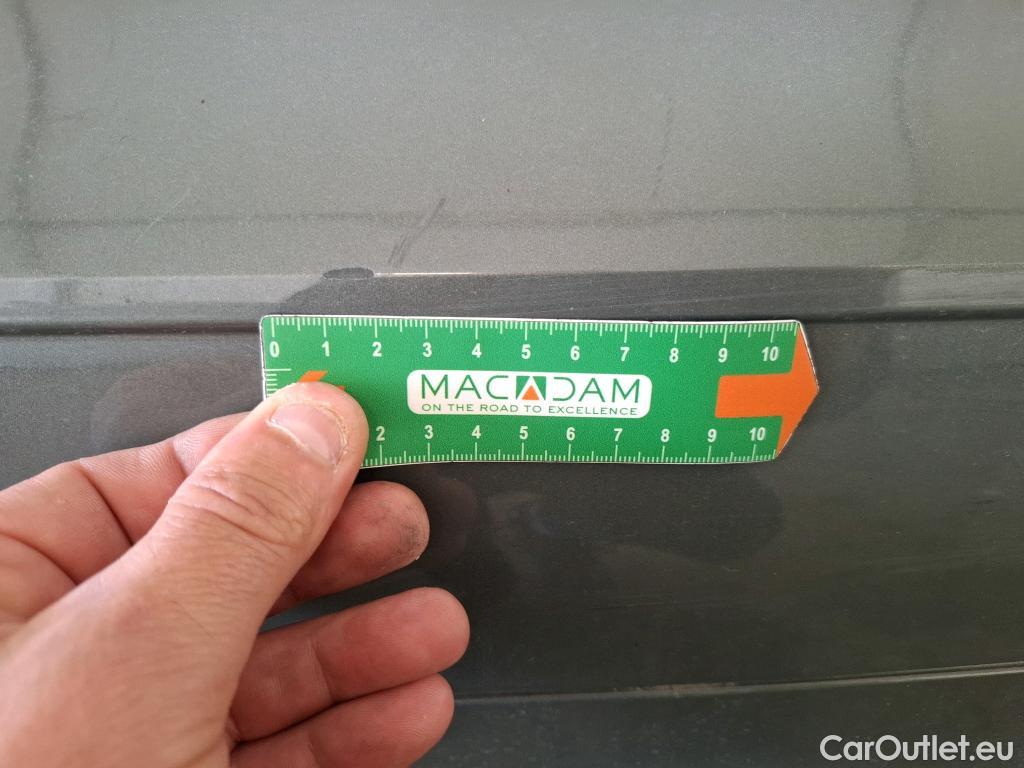 0 1 2 3 4 5 6 7 8 9 10
MACADAM
ON THE ROAD TO EXCELLENCE
2 3 4 5 6 7 8 9 10
CarOutlet.eu